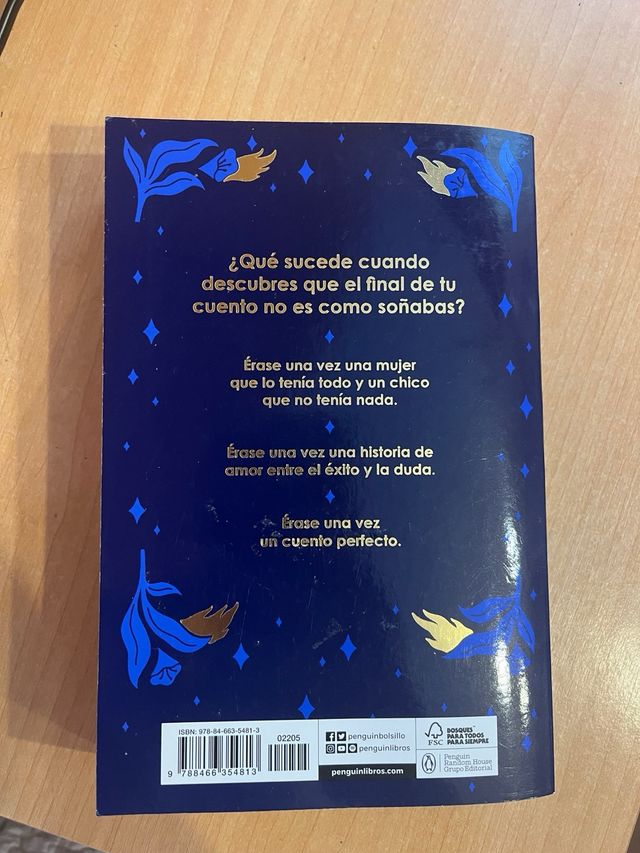 ¿Qué sucede cuando
descubres que el final de tu
cuento no es como soñabas?
Érase una vez una mujer
que lo tenía todo y un chico
que no tenía nada.
Érase una vez una historia de
amor entre el éxito y la duda.
Érase una vez
un cuento perfecto.
ISBN: 978-84-663-5481-3
02205
9 788466 354813
penguinbolsillo
penguinlibros
penguinlibros.com
FSC
BOSQUES™
PARA TODOS
PARA SIEMPRE
Penguin
Random House
Grupo Editorial